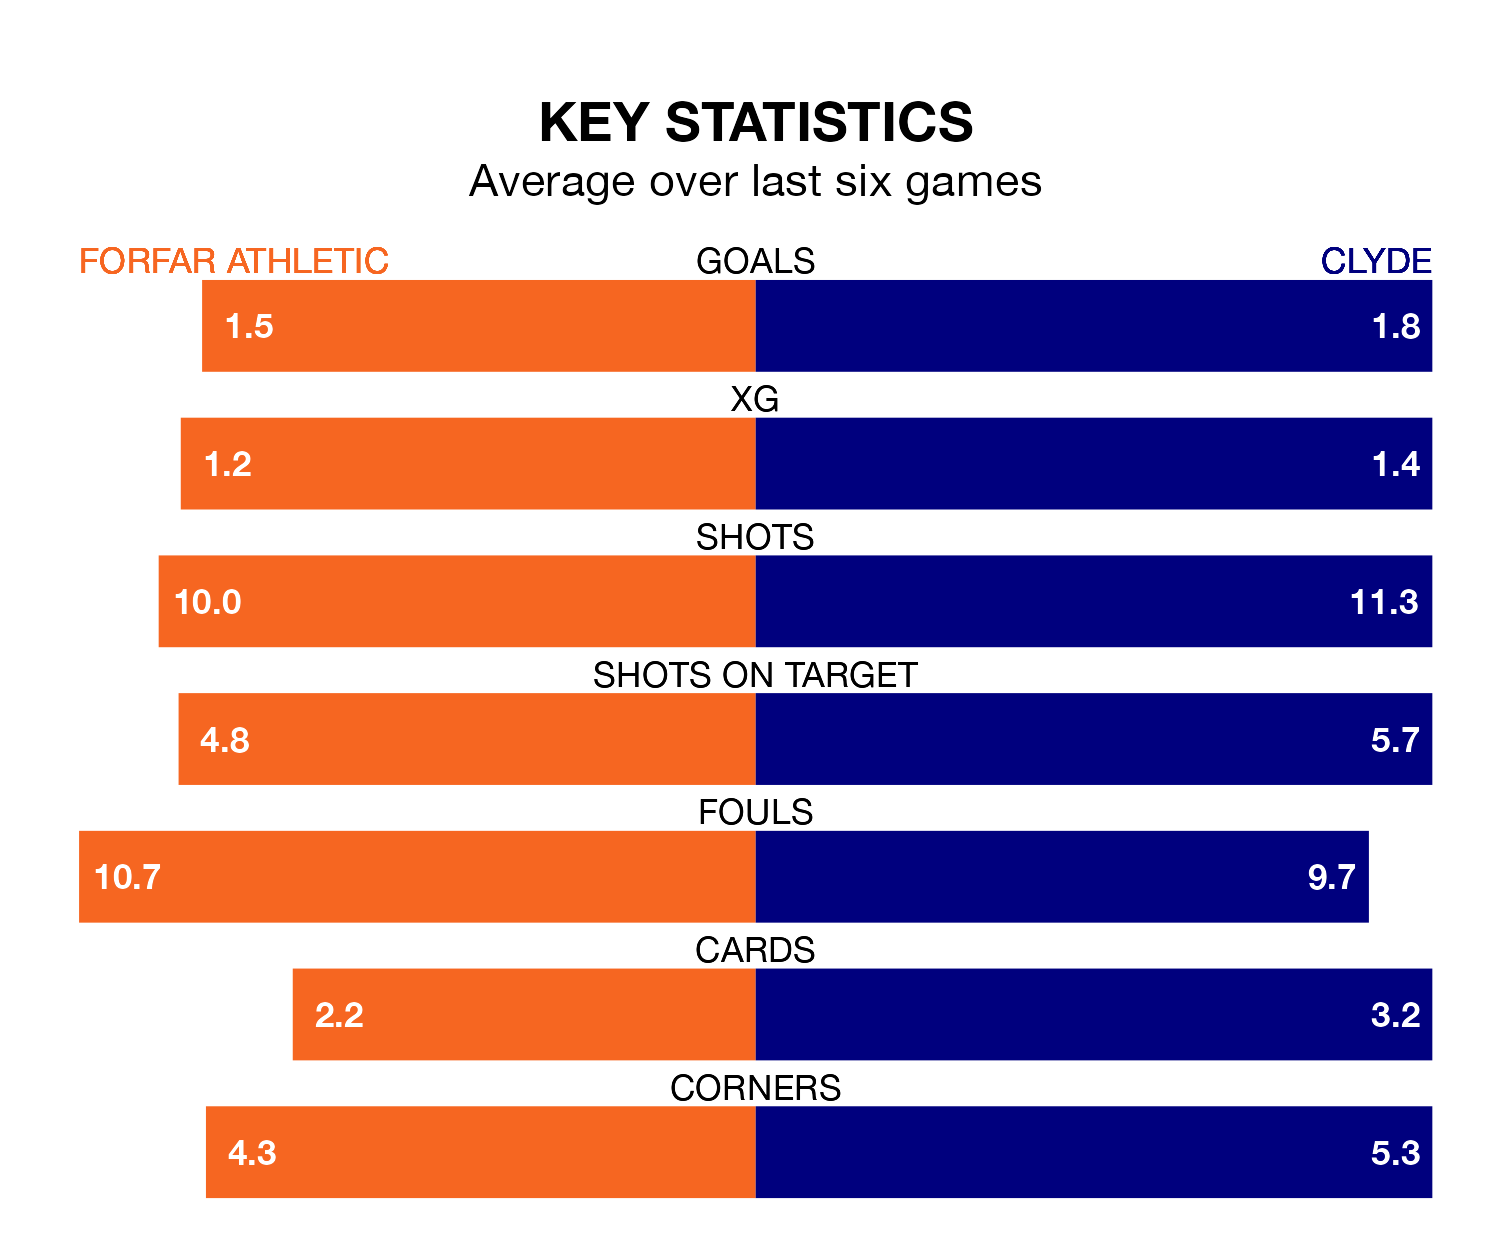 KEY STATISTICS
Average over last six games
FORFAR ATHLETIC GOALS CLYDE
1.5 1.8
XG
1.2 1.4
SHOTS
10.0 11.3
SHOTS ON TARGET
4.8 5.7
FOULS
10.7 9.7
CARDS
2.2 3.2
CORNERS
4.3 5.3